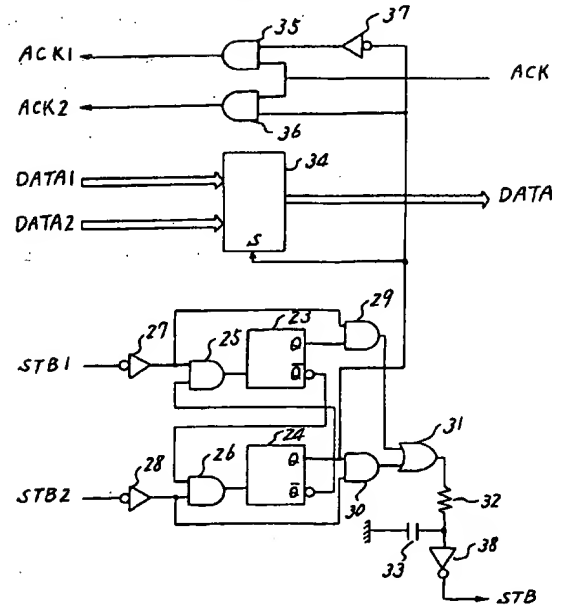 35
37
ACK1
ACK
ACK2
36
34
DATA1
DATA
DATA2
S
29
23
27
25
Q
STB1
Q̅
31
24
28
26
Q
32
STB2
Q̅
30
33
38
STB